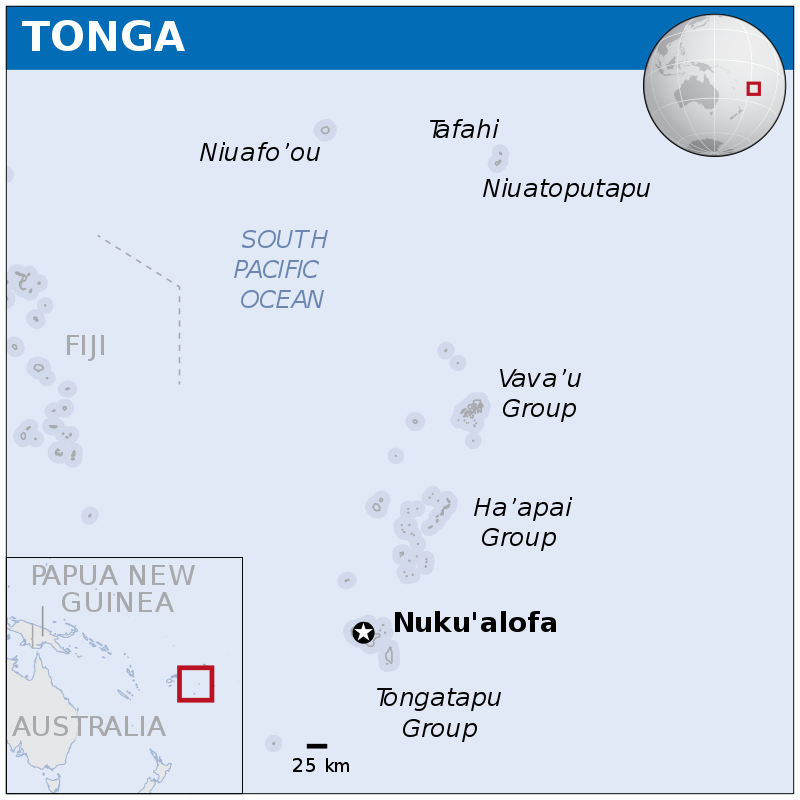 TONGA
Tafahi
Niuafo’ou
Niuatoputapu
SOUTH
PACIFIC
OCEAN
FIJI
Vava’u
Group
Ha’apai
Group
PAPUA NEW
GUINEA
Nuku'alofa
Tongatapu
Group
AUSTRALIA
25 km